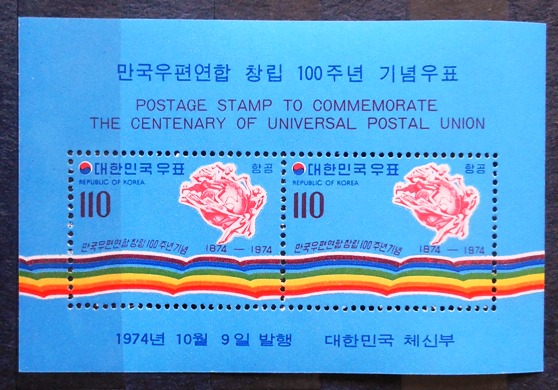 만국우편연합 창립 100주년 기념우표
POSTAGE STAMP TO COMMEMORATE
THE CENTENARY OF UNIVERSAL POSTAL UNION
대한민국우표 항공
REPUBLIC OF KOREA
110
만국우편연합창립100주년기념 1874 — 1974
대한민국우표 항공
REPUBLIC OF KOREA
110
만국우편연합창립100주년기념 1874 — 1974
1974년 10월 9일 발행 대한민국 체신부